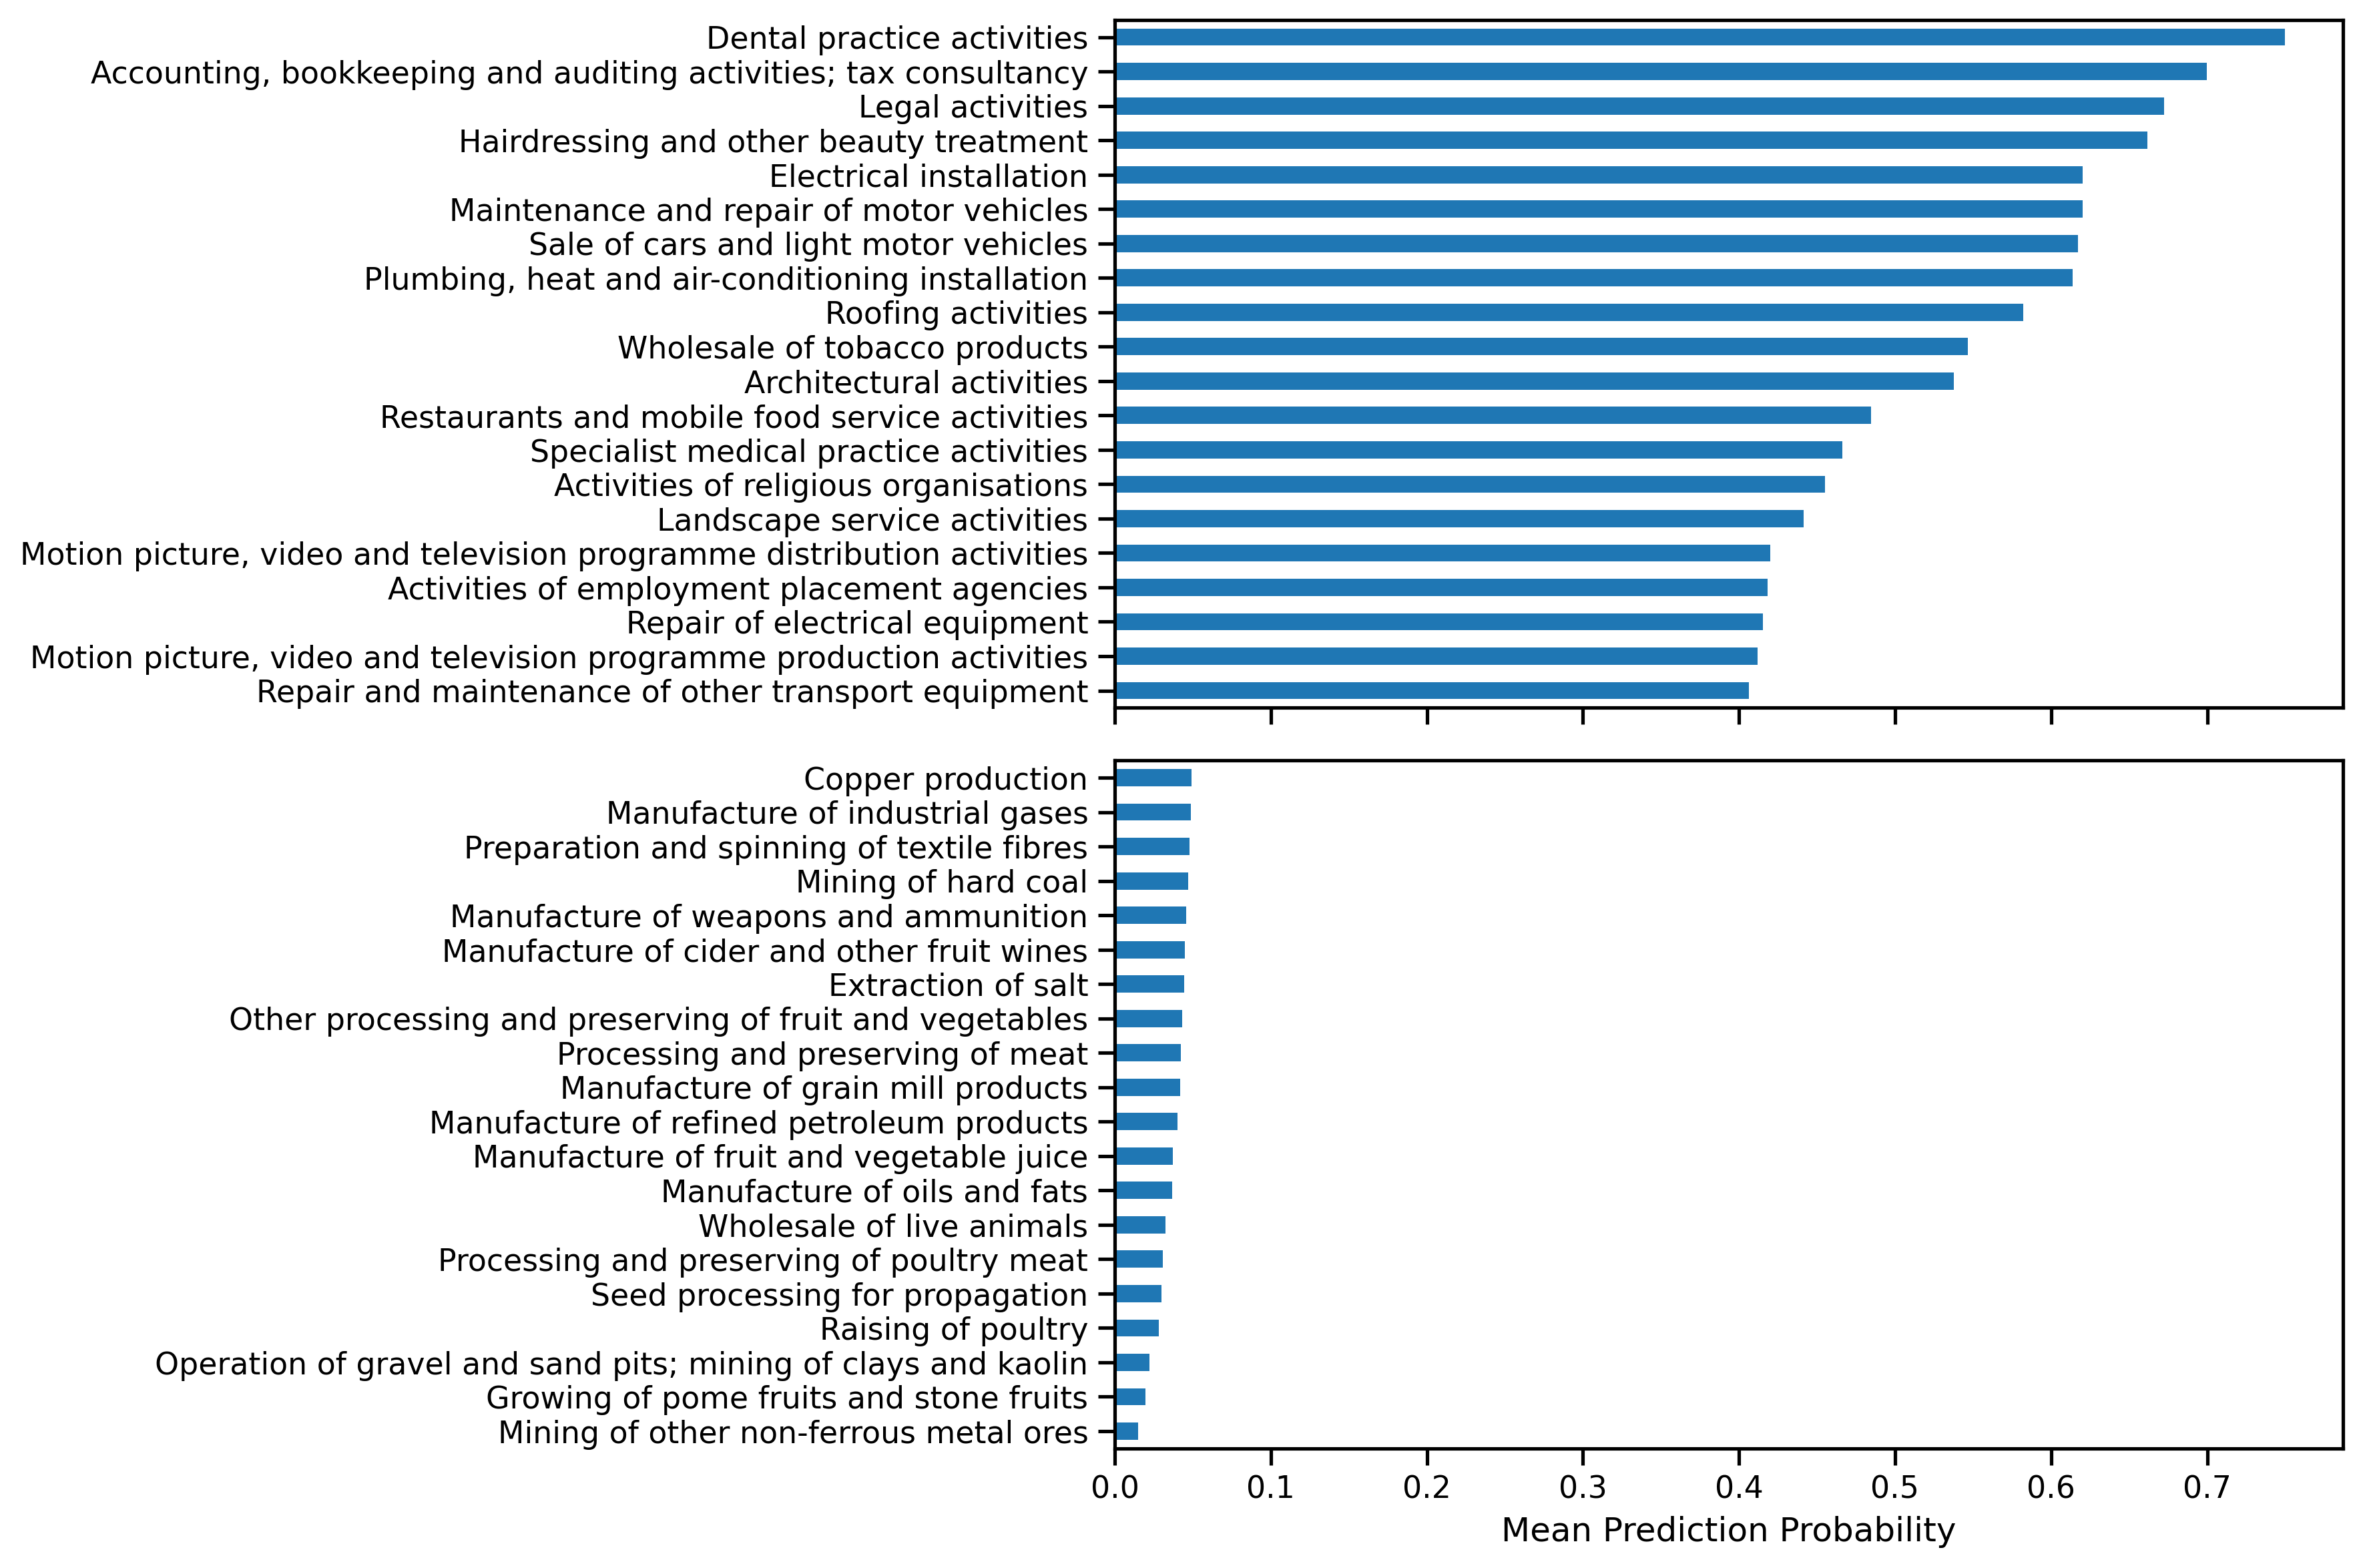 Dental practice activities
Accounting, bookkeeping and auditing activities; tax consultancy
Legal activities
Hairdressing and other beauty treatment
Electrical installation
Maintenance and repair of motor vehicles
Sale of cars and light motor vehicles
Plumbing, heat and air-conditioning installation
Roofing activities
Wholesale of tobacco products
Architectural activities
Restaurants and mobile food service activities
Specialist medical practice activities
Activities of religious organisations
Landscape service activities
Motion picture, video and television programme distribution activities
Activities of employment placement agencies
Repair of electrical equipment
Motion picture, video and television programme production activities
Repair and maintenance of other transport equipment
Copper production
Manufacture of industrial gases
Preparation and spinning of textile fibres
Mining of hard coal
Manufacture of weapons and ammunition
Manufacture of cider and other fruit wines
Extraction of salt
Other processing and preserving of fruit and vegetables
Processing and preserving of meat
Manufacture of grain mill products
Manufacture of refined petroleum products
Manufacture of fruit and vegetable juice
Manufacture of oils and fats
Wholesale of live animals
Processing and preserving of poultry meat
Seed processing for propagation
Raising of poultry
Operation of gravel and sand pits; mining of clays and kaolin
Growing of pome fruits and stone fruits
Mining of other non-ferrous metal ores
0.0 0.1 0.2 0.3 0.4 0.5 0.6 0.7
Mean Prediction Probability